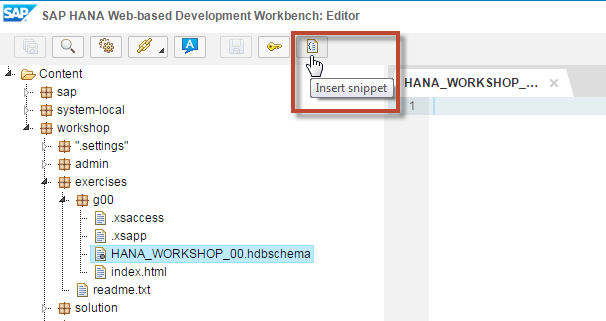 SAP SAP HANA Web-based Development Workbench: Editor
A
Insert snippet
HANA_WORKSHOP_... ×
1
Content
sap
system-local
workshop
".settings"
admin
exercises
g00
.xsaccess
.xsapp
HANA_WORKSHOP_00.hdbschema
index.html
readme.txt
solution